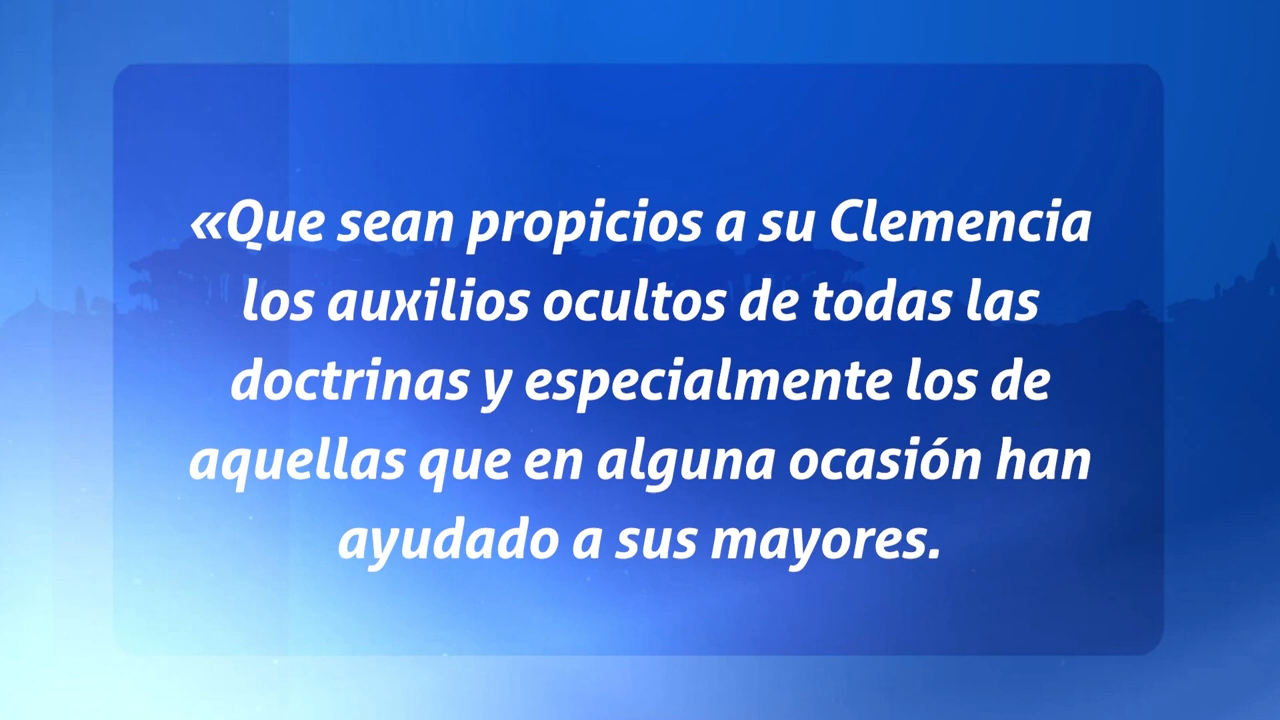 «Que sean propicios a su Clemencia
los auxilios ocultos de todas las
doctrinas y especialmente los de
aquellas que en alguna ocasión han
ayudado a sus mayores.